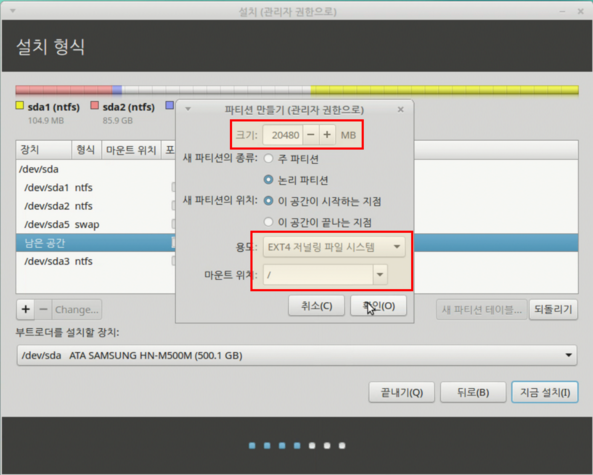 설치 (관리자 권한으로)
설치 형식
sda1 (ntfs) sda2 (ntfs)
104.9 MB 85.9 GB
파티션 만들기 (관리자 권한으로)
크기: 20480 MB
새 파티션의 종류: 주 파티션
논리 파티션
새 파티션의 위치: 이 공간이 시작하는 지점
이 공간이 끝나는 지점
용도: EXT4 저널링 파일 시스템
마운트 위치: /
취소(C) 확인(O)
장치 형식 마운트 위치 포
/dev/sda
/dev/sda1 ntfs
/dev/sda2 ntfs
/dev/sda5 swap
남은 공간
/dev/sda3 ntfs
+ − Change... 새 파티션 테이블... 되돌리기
부트로더를 설치할 장치:
/dev/sda ATA SAMSUNG HN-M500M (500.1 GB)
끝내기(Q) 뒤로(B) 지금 설치(I)